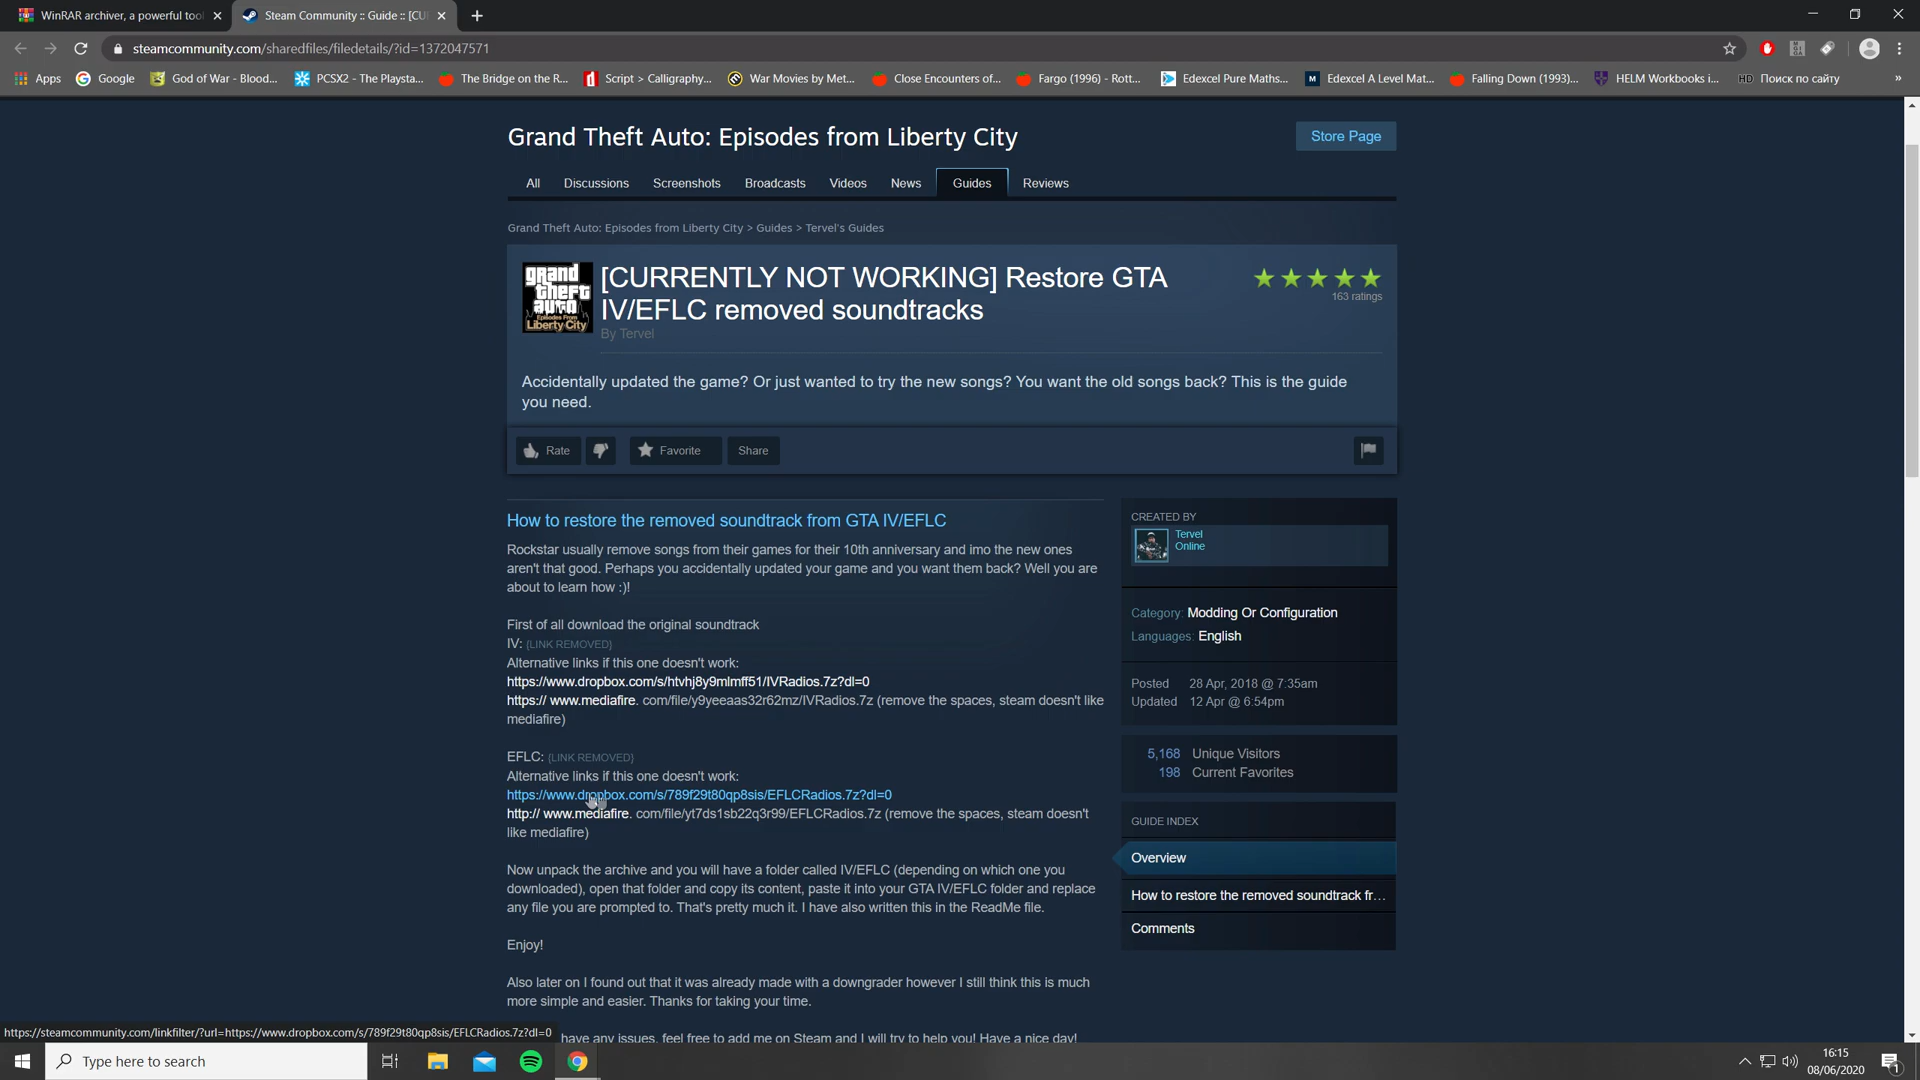 WinRAR archiver, a powerful tool
Steam Community :: Guide :: [CU
steamcommunity.com/sharedfiles/filedetails/?id=1372047571
Apps
Google
God of War - Blood...
PCSX2 - The Playsta...
The Bridge on the R...
Script > Calligraphy...
War Movies by Met...
Close Encounters of...
Fargo (1996) - Rott...
Edexcel Pure Maths...
Edexcel A Level Mat...
Falling Down (1993)...
HELM Workbooks i...
HD Поиск по сайту
»
Grand Theft Auto: Episodes from Liberty City
Store Page
All
Discussions
Screenshots
Broadcasts
Videos
News
Guides
Reviews
Grand Theft Auto: Episodes from Liberty City > Guides > Tervel's Guides
grand theft auto Episodes From Liberty City
[CURRENTLY NOT WORKING] Restore GTA
IV/EFLC removed soundtracks
By Tervel
163 ratings
Accidentally updated the game? Or just wanted to try the new songs? You want the old songs back? This is the guide
you need.
Rate
Favorite
Share
How to restore the removed soundtrack from GTA IV/EFLC
Rockstar usually remove songs from their games for their 10th anniversary and imo the new ones
aren't that good. Perhaps you accidentally updated your game and you want them back? Well you are
about to learn how :)!
First of all download the original soundtrack
IV: {LINK REMOVED}
Alternative links if this one doesn't work:
https://www.dropbox.com/s/htvhj8y9mlmff51/IVRadios.7z?dl=0
https:// www.mediafire. com/file/y9yeeaas32r62mz/IVRadios.7z (remove the spaces, steam doesn't like
mediafire)
EFLC: {LINK REMOVED}
Alternative links if this one doesn't work:
https://www.dropbox.com/s/789f29t80qp8sis/EFLCRadios.7z?dl=0
http:// www.mediafire. com/file/yt7ds1sb22q3r99/EFLCRadios.7z (remove the spaces, steam doesn't
like mediafire)
Now unpack the archive and you will have a folder called IV/EFLC (depending on which one you
downloaded), open that folder and copy its content, paste it into your GTA IV/EFLC folder and replace
any file you are prompted to. That's pretty much it. I have also written this in the ReadMe file.
Enjoy!
Also later on I found out that it was already made with a downgrader however I still think this is much
more simple and easier. Thanks for taking your time.
have any issues, feel free to add me on Steam and I will try to help you! Have a nice day!
CREATED BY
Tervel
Online
Category: Modding Or Configuration
Languages: English
Posted 28 Apr, 2018 @ 7:35am
Updated 12 Apr @ 6:54pm
5,168 Unique Visitors
198 Current Favorites
GUIDE INDEX
Overview
How to restore the removed soundtrack fr...
Comments
https://steamcommunity.com/linkfilter/?url=https://www.dropbox.com/s/789f29t80qp8sis/EFLCRadios.7z?dl=0
Type here to search
16:15
08/06/2020
1